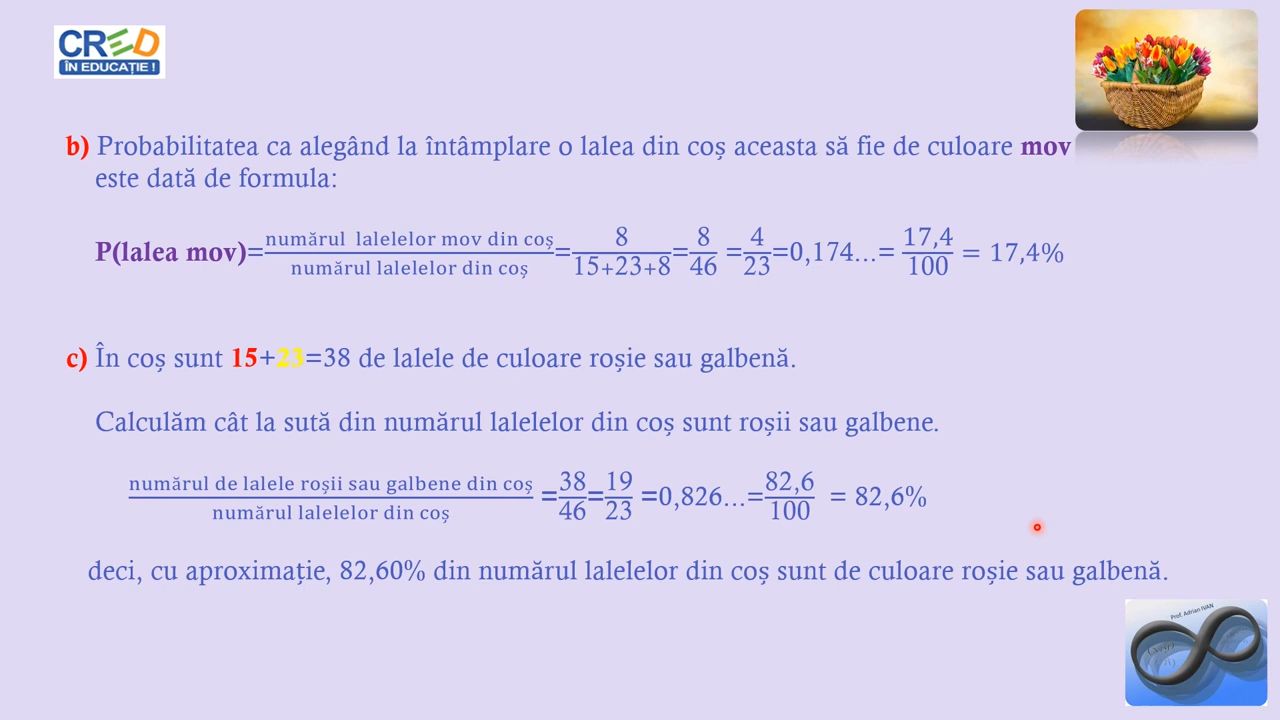 CRED
ÎN EDUCAȚIE !
b) Probabilitatea ca alegând la întâmplare o lalea din coș aceasta să fie de culoare mov
este dată de formula:
P(lalea mov)=numărul lalelelor mov din coș/numărul lalelelor din coș=8/15+23+8=8/46 =4/23=0,174...= 17,4/100 = 17,4%
c) În coș sunt 15+23=38 de lalele de culoare roșie sau galbenă.
Calculăm cât la sută din numărul lalelelor din coș sunt roșii sau galbene.
numărul de lalele roșii sau galbene din coș/numărul lalelelor din coș =38/46=19/23 =0,826...=82,6/100 = 82,6%
deci, cu aproximație, 82,60% din numărul lalelelor din coș sunt de culoare roșie sau galbenă.
Prof. Adrian IVAN